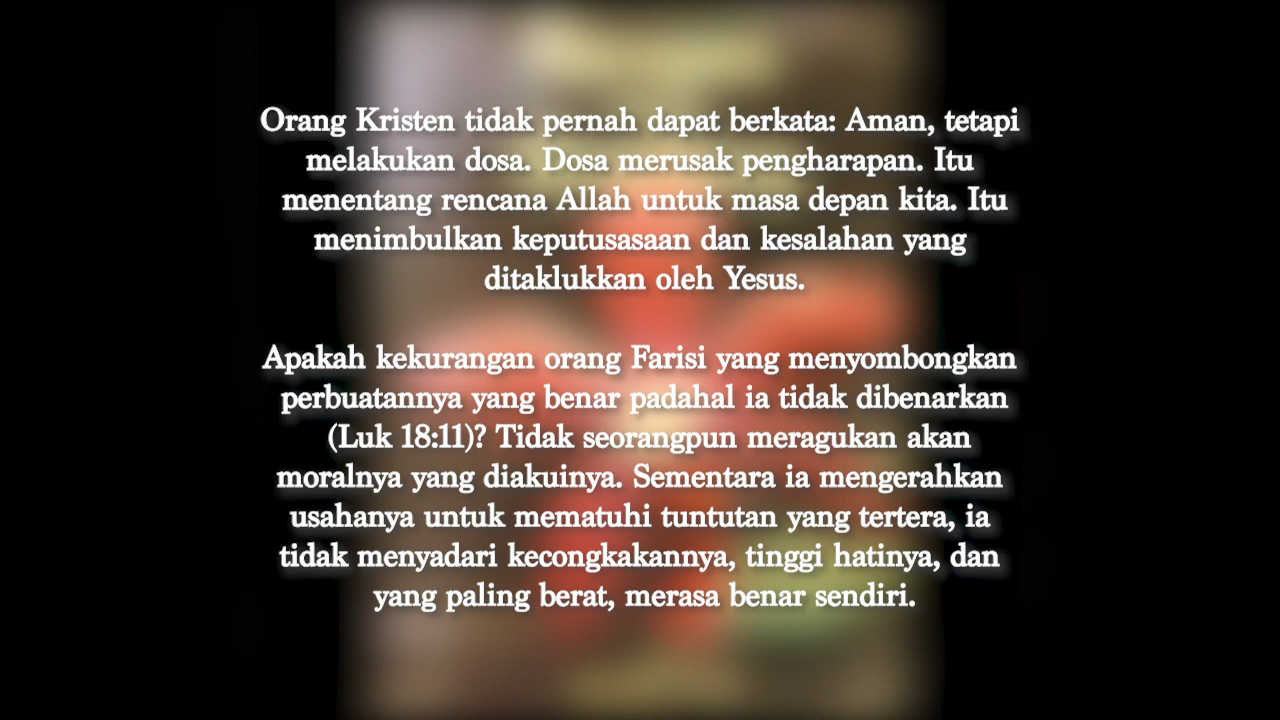 Orang Kristen tidak pernah dapat berkata: Aman, tetapi
melakukan dosa. Dosa merusak pengharapan. Itu
menentang rencana Allah untuk masa depan kita. Itu
menimbulkan keputusasaan dan kesalahan yang
ditaklukkan oleh Yesus.
Apakah kekurangan orang Farisi yang menyombongkan
perbuatannya yang benar padahal ia tidak dibenarkan
(Luk 18:11)? Tidak seorangpun meragukan akan
moralnya yang diakuinya. Sementara ia mengerahkan
usahanya untuk mematuhi tuntutan yang tertera, ia
tidak menyadari kecongkakannya, tinggi hatinya, dan
yang paling berat, merasa benar sendiri.